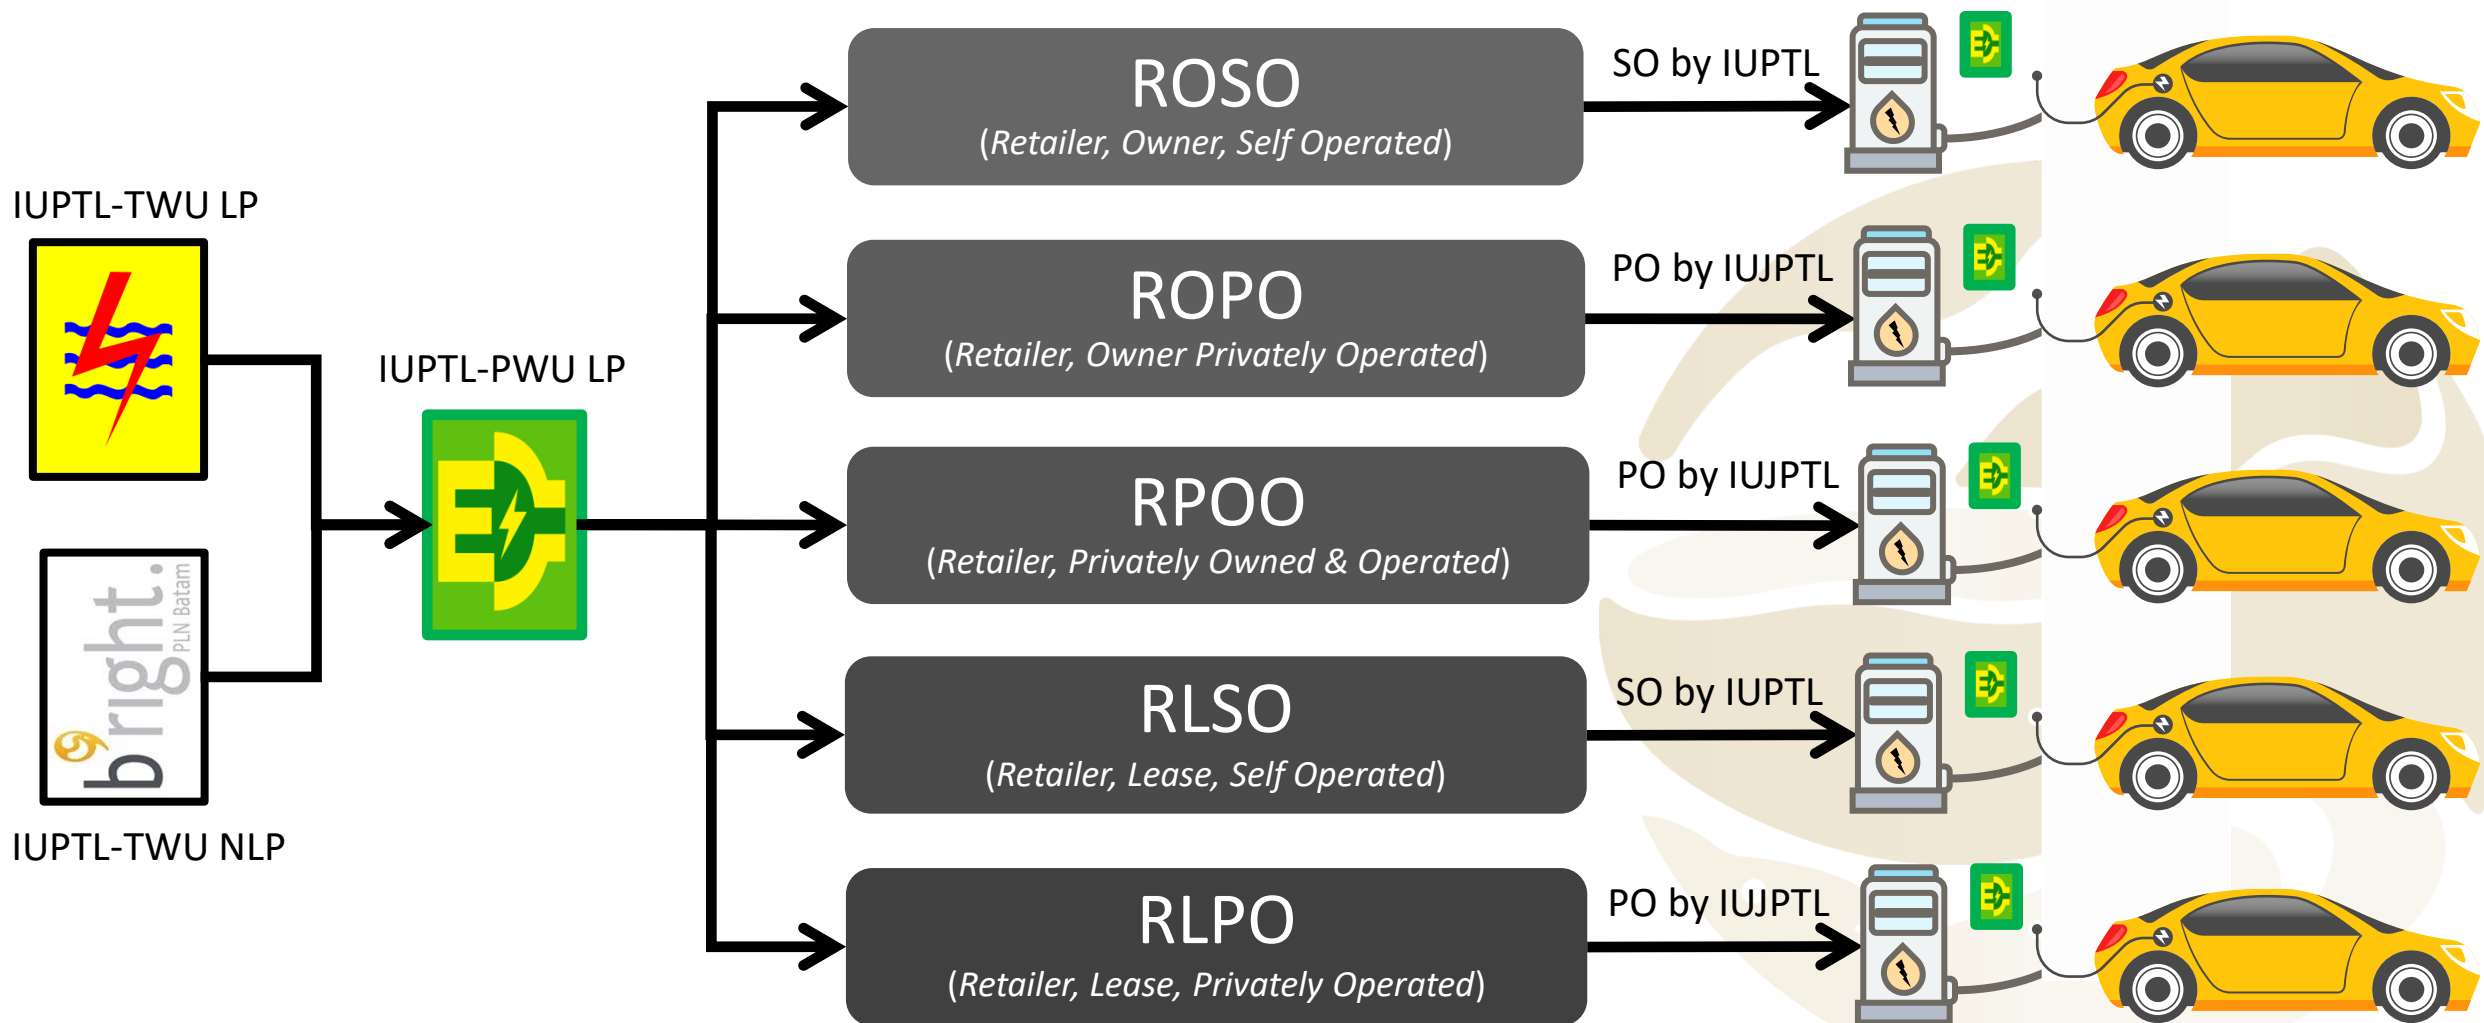 IUPTL-TWU LP
bright.
PLN Batam
IUPTL-TWU NLP
IUPTL-PWU LP
ROSO
(Retailer, Owner, Self Operated)
SO by IUPTL
ROPO
(Retailer, Owner Privately Operated)
PO by IUJPTL
RPOO
(Retailer, Privately Owned & Operated)
PO by IUJPTL
RLSO
(Retailer, Lease, Self Operated)
SO by IUPTL
RLPO
(Retailer, Lease, Privately Operated)
PO by IUJPTL